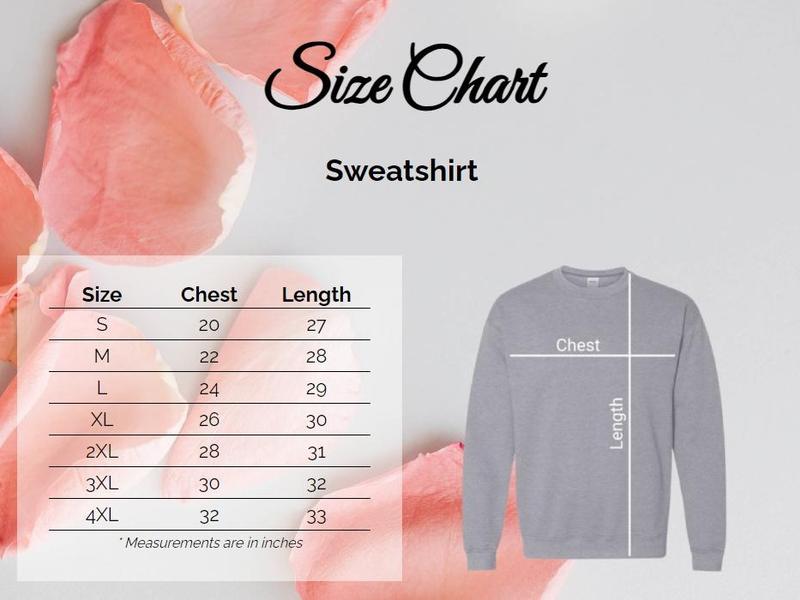 Size Chart
Sweatshirt
Size Chest Length
S 20 27
M 22 28
L 24 29
XL 26 30
2XL 28 31
3XL 30 32
4XL 32 33
* Measurements are in inches
Chest
Length